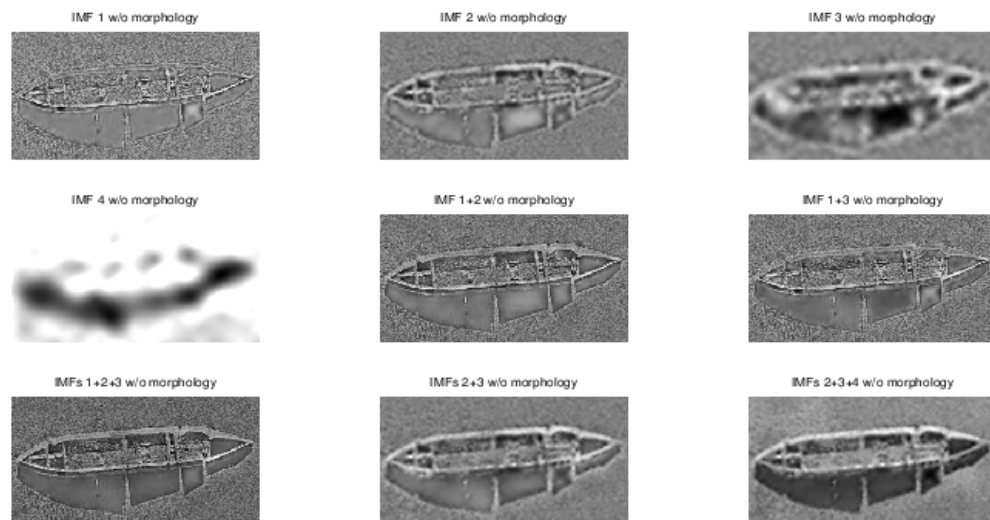 IMF 1 w/o morphology
IMF 2 w/o morphology
IMF 3 w/o morphology
IMF 4 w/o morphology
IMF 1+2 w/o morphology
IMF 1+3 w/o morphology
IMFs 1+2+3 w/o morphology
IMFs 2+3 w/o morphology
IMFs 2+3+4 w/o morphology